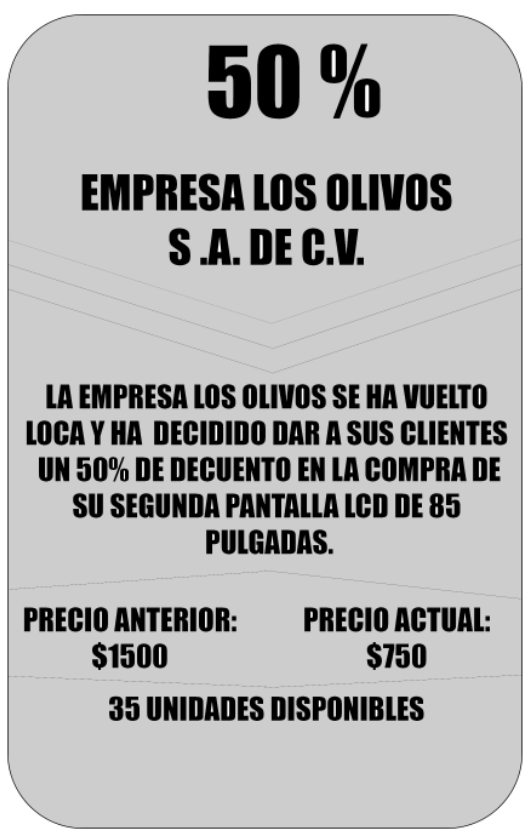 50 %
EMPRESA LOS OLIVOS
S .A. DE C.V.
LA EMPRESA LOS OLIVOS SE HA VUELTO
LOCA Y HA DECIDIDO DAR A SUS CLIENTES
UN 50% DE DECUENTO EN LA COMPRA DE
SU SEGUNDA PANTALLA LCD DE 85
PULGADAS.
PRECIO ANTERIOR: PRECIO ACTUAL:
$1500 $750
35 UNIDADES DISPONIBLES